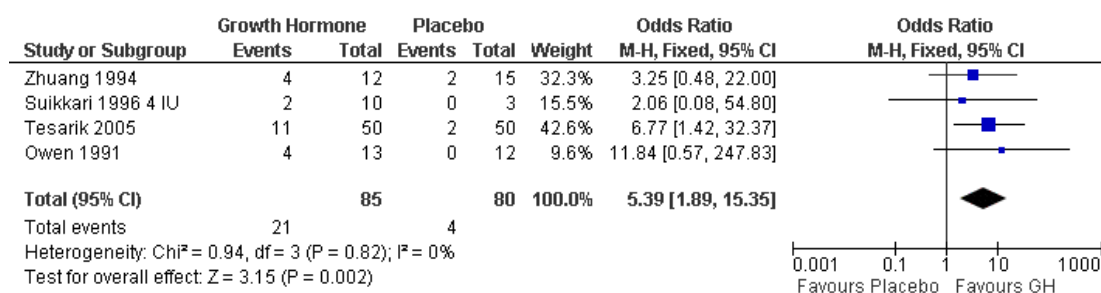 Growth Hormone Placebo Odds Ratio Odds Ratio
Study or Subgroup Events Total Events Total Weight M-H, Fixed, 95% CI M-H, Fixed, 95% CI
Zhuang 1994 4 12 2 15 32.3% 3.25 [0.48, 22.00]
Suikkari 1996 4 IU 2 10 0 3 15.5% 2.06 [0.08, 54.80]
Tesarik 2005 11 50 2 50 42.6% 6.77 [1.42, 32.37]
Owen 1991 4 13 0 12 9.6% 11.84 [0.57, 247.83]
Total (95% CI) 85 80 100.0% 5.39 [1.89, 15.35]
Total events 21 4
Heterogeneity: Chi² = 0.94, df = 3 (P = 0.82); I² = 0%
Test for overall effect: Z = 3.15 (P = 0.002)
0.001 0.1 1 10 1000
Favours Placebo Favours GH